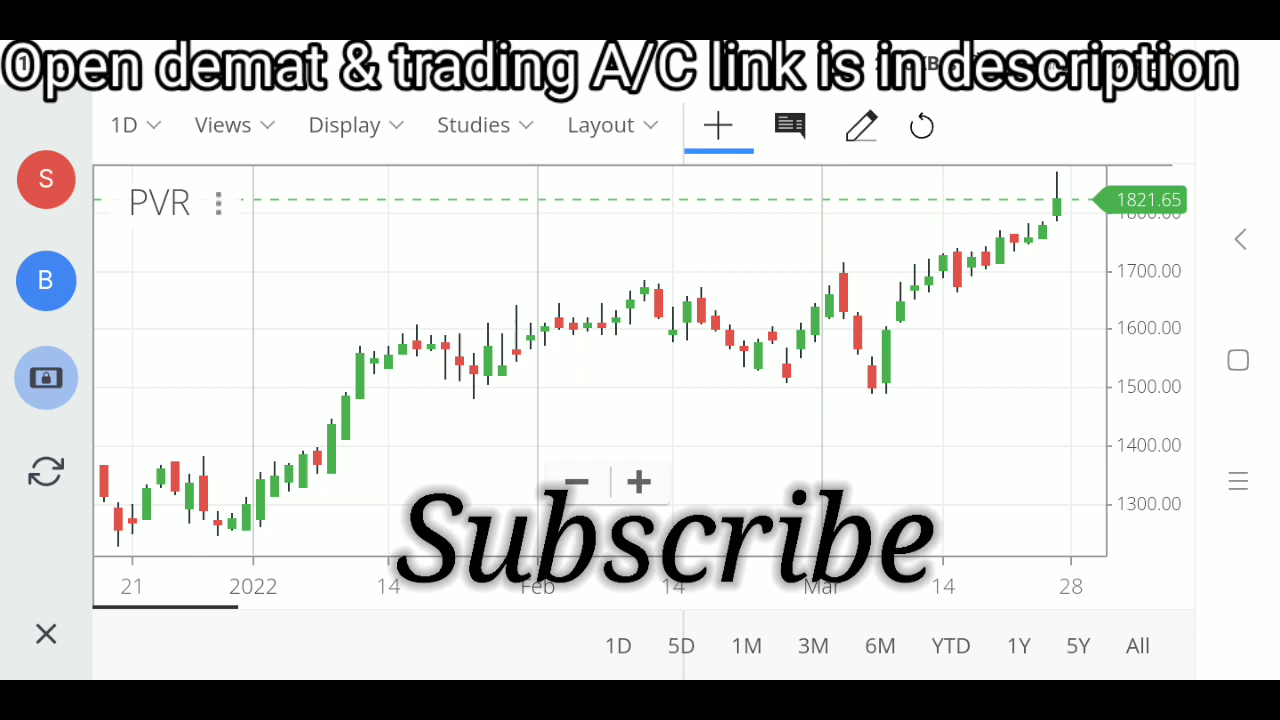 Open demat & trading A/C link is in description
1D Views Display Studies Layout
S
B
PVR
1821.65
1800.00
1700.00
1600.00
1500.00
1400.00
1300.00
Subscribe
21 2022 14 Feb 14 Mar 14 28
1D 5D 1M 3M 6M YTD 1Y 5Y All